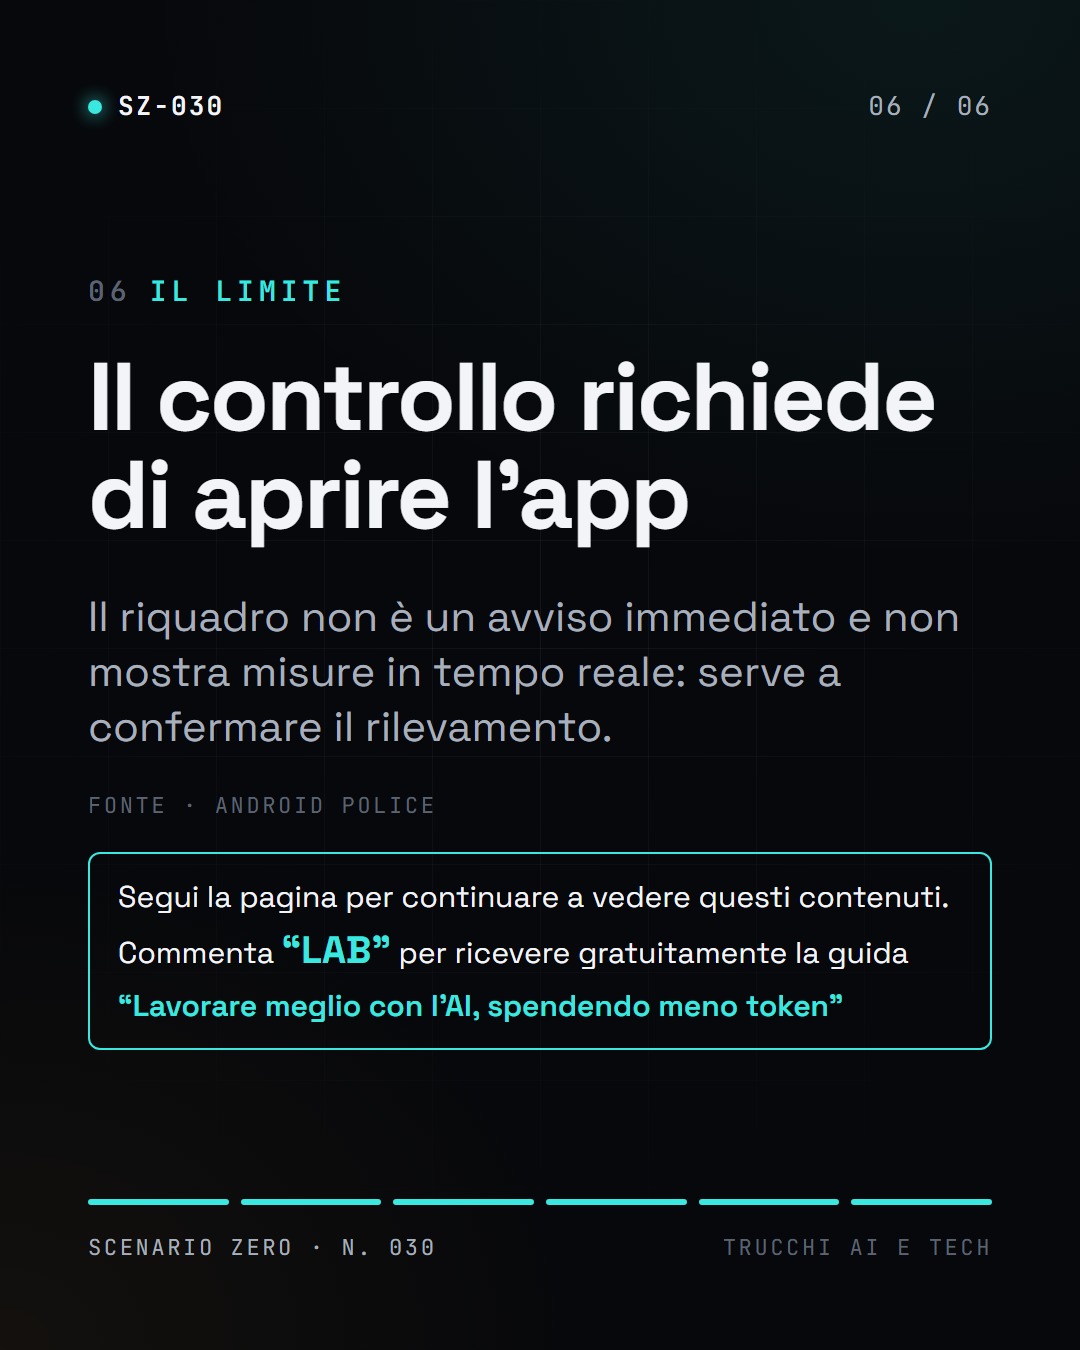 SZ-030
06 / 06
06 IL LIMITE
Il controllo richiede
di aprire l’app
Il riquadro non è un avviso immediato e non
mostra misure in tempo reale: serve a
confermare il rilevamento.
FONTE · ANDROID POLICE
Segui la pagina per continuare a vedere questi contenuti.
Commenta “LAB” per ricevere gratuitamente la guida
“Lavorare meglio con l’AI, spendendo meno token”
SCENARIO ZERO · N. 030
TRUCCHI AI E TECH